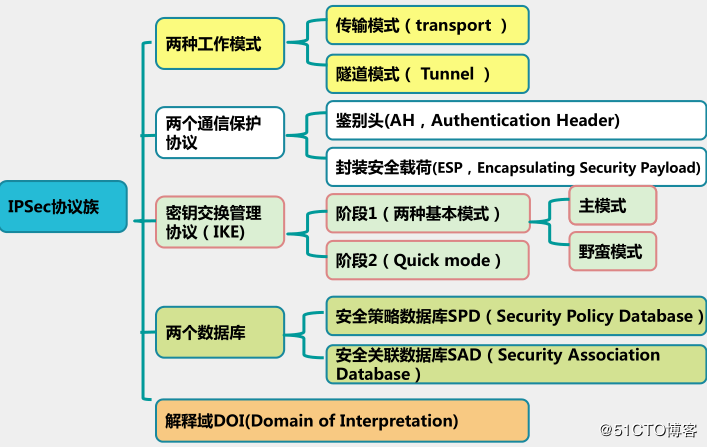 IPSec协议族
两种工作模式
传输模式（transport ）
隧道模式（ Tunnel ）
两个通信保护
协议
鉴别头(AH，Authentication Header)
封装安全载荷(ESP，Encapsulating Security Payload)
密钥交换管理
协议（IKE)
阶段1（两种基本模式）
主模式
野蛮模式
阶段2（Quick mode）
两个数据库
安全策略数据库SPD（Security Policy Database）
安全关联数据库SAD（Security Association
Database）
解释域DOI(Domain of Interpretation)
@51CTO博客